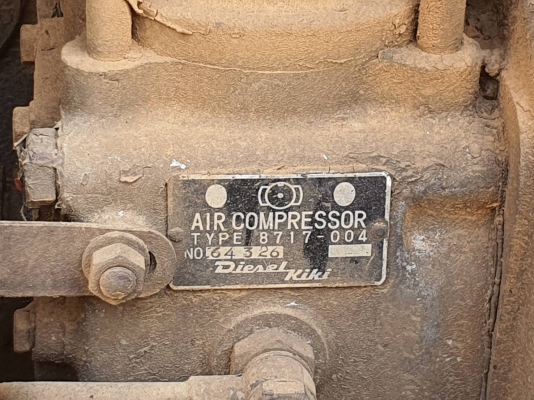 AIR COMPRESSOR
TYPE 8717-004
NO 64326
Diesel Kiki